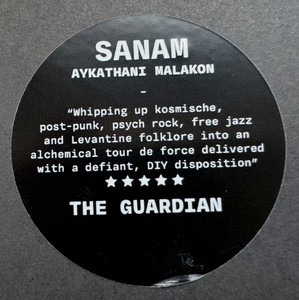 SANAM
AYKATHANI MALAKON
-
“Whipping up kosmische,
post-punk, psych rock, free jazz
and Levantine folklore into an
alchemical tour de force delivered
with a defiant, DIY disposition”
★★★★★
THE GUARDIAN